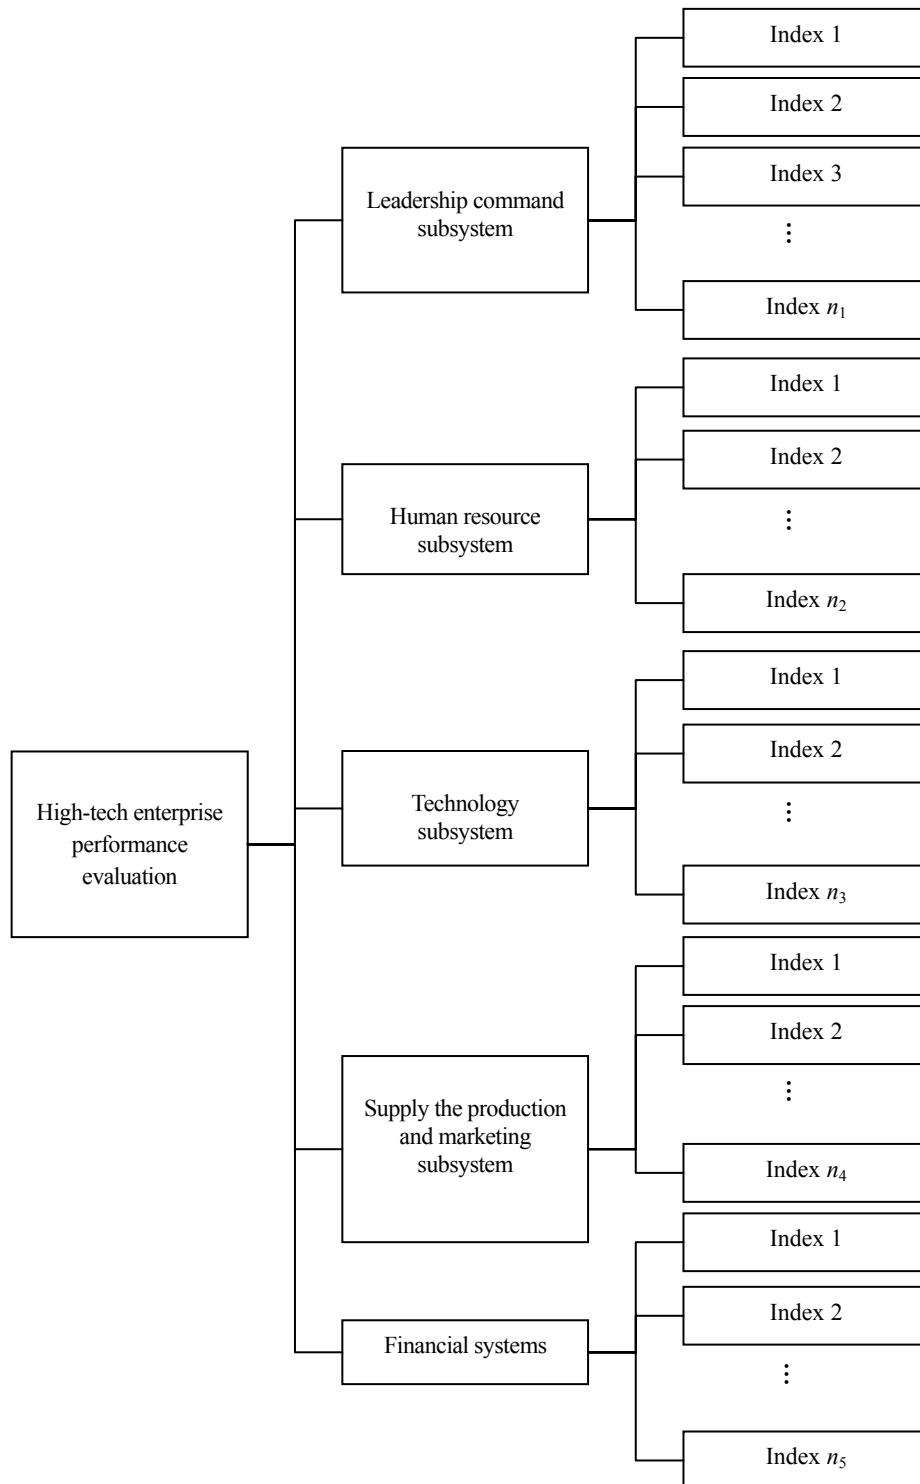 High-tech enterprise
performance
evaluation
Leadership command
subsystem
Index 1
Index 2
Index 3
⋮
Index n₁
Human resource
subsystem
Index 1
Index 2
⋮
Index n₂
Technology
subsystem
Index 1
Index 2
⋮
Index n₃
Supply the production
and marketing
subsystem
Index 1
Index 2
⋮
Index n₄
Financial systems
Index 1
Index 2
⋮
Index n₅